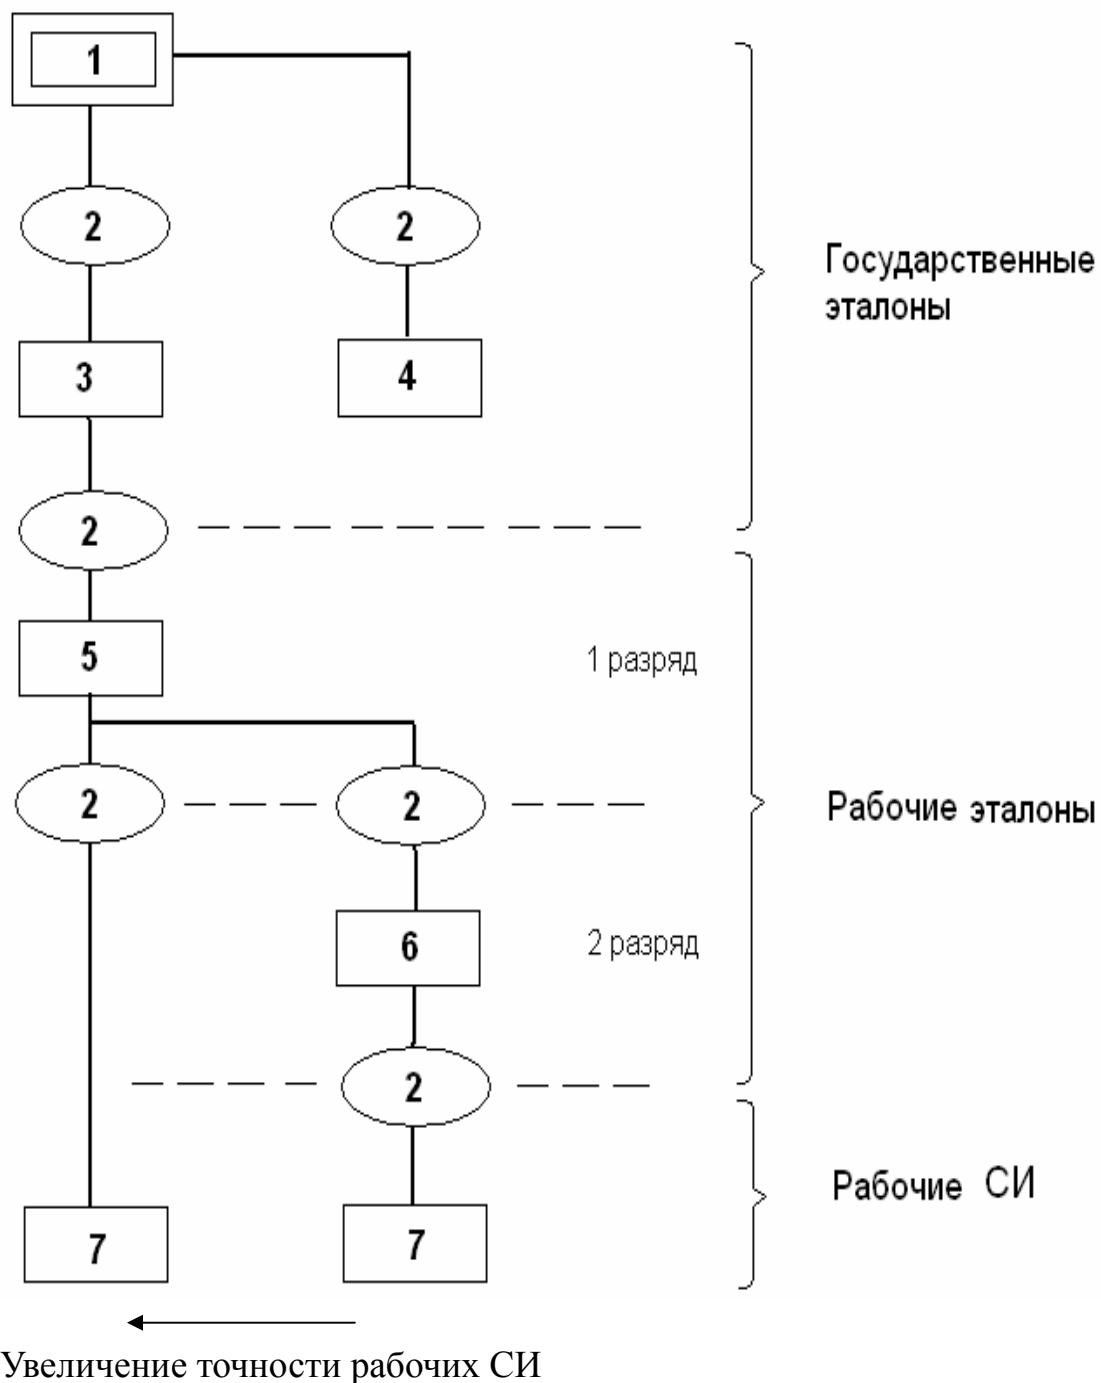 1
2 2
Государственные
эталоны
3 4
2
5 1 разряд
2 2
Рабочие эталоны
6 2 разряд
2
Рабочие СИ
7 7
Увеличение точности рабочих СИ